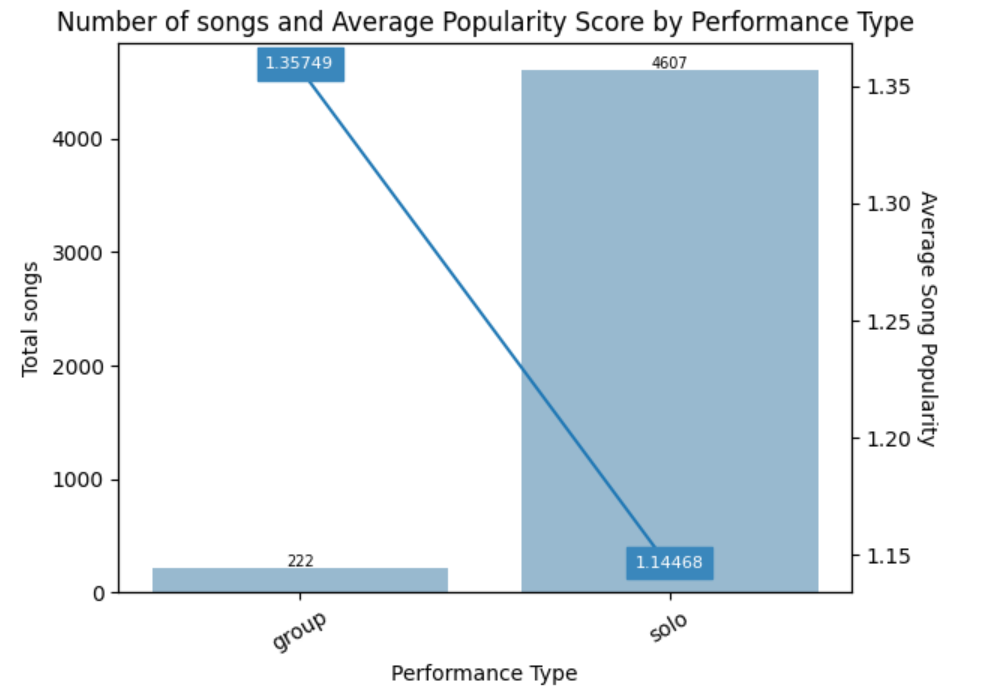 Number of songs and Average Popularity Score by Performance Type
1.35749
4607
1.35
4000
1.30
3000
1.25
2000
1.20
1000
1.14468
1.15
222
0
group
solo
Total songs
Average Song Popularity
Performance Type